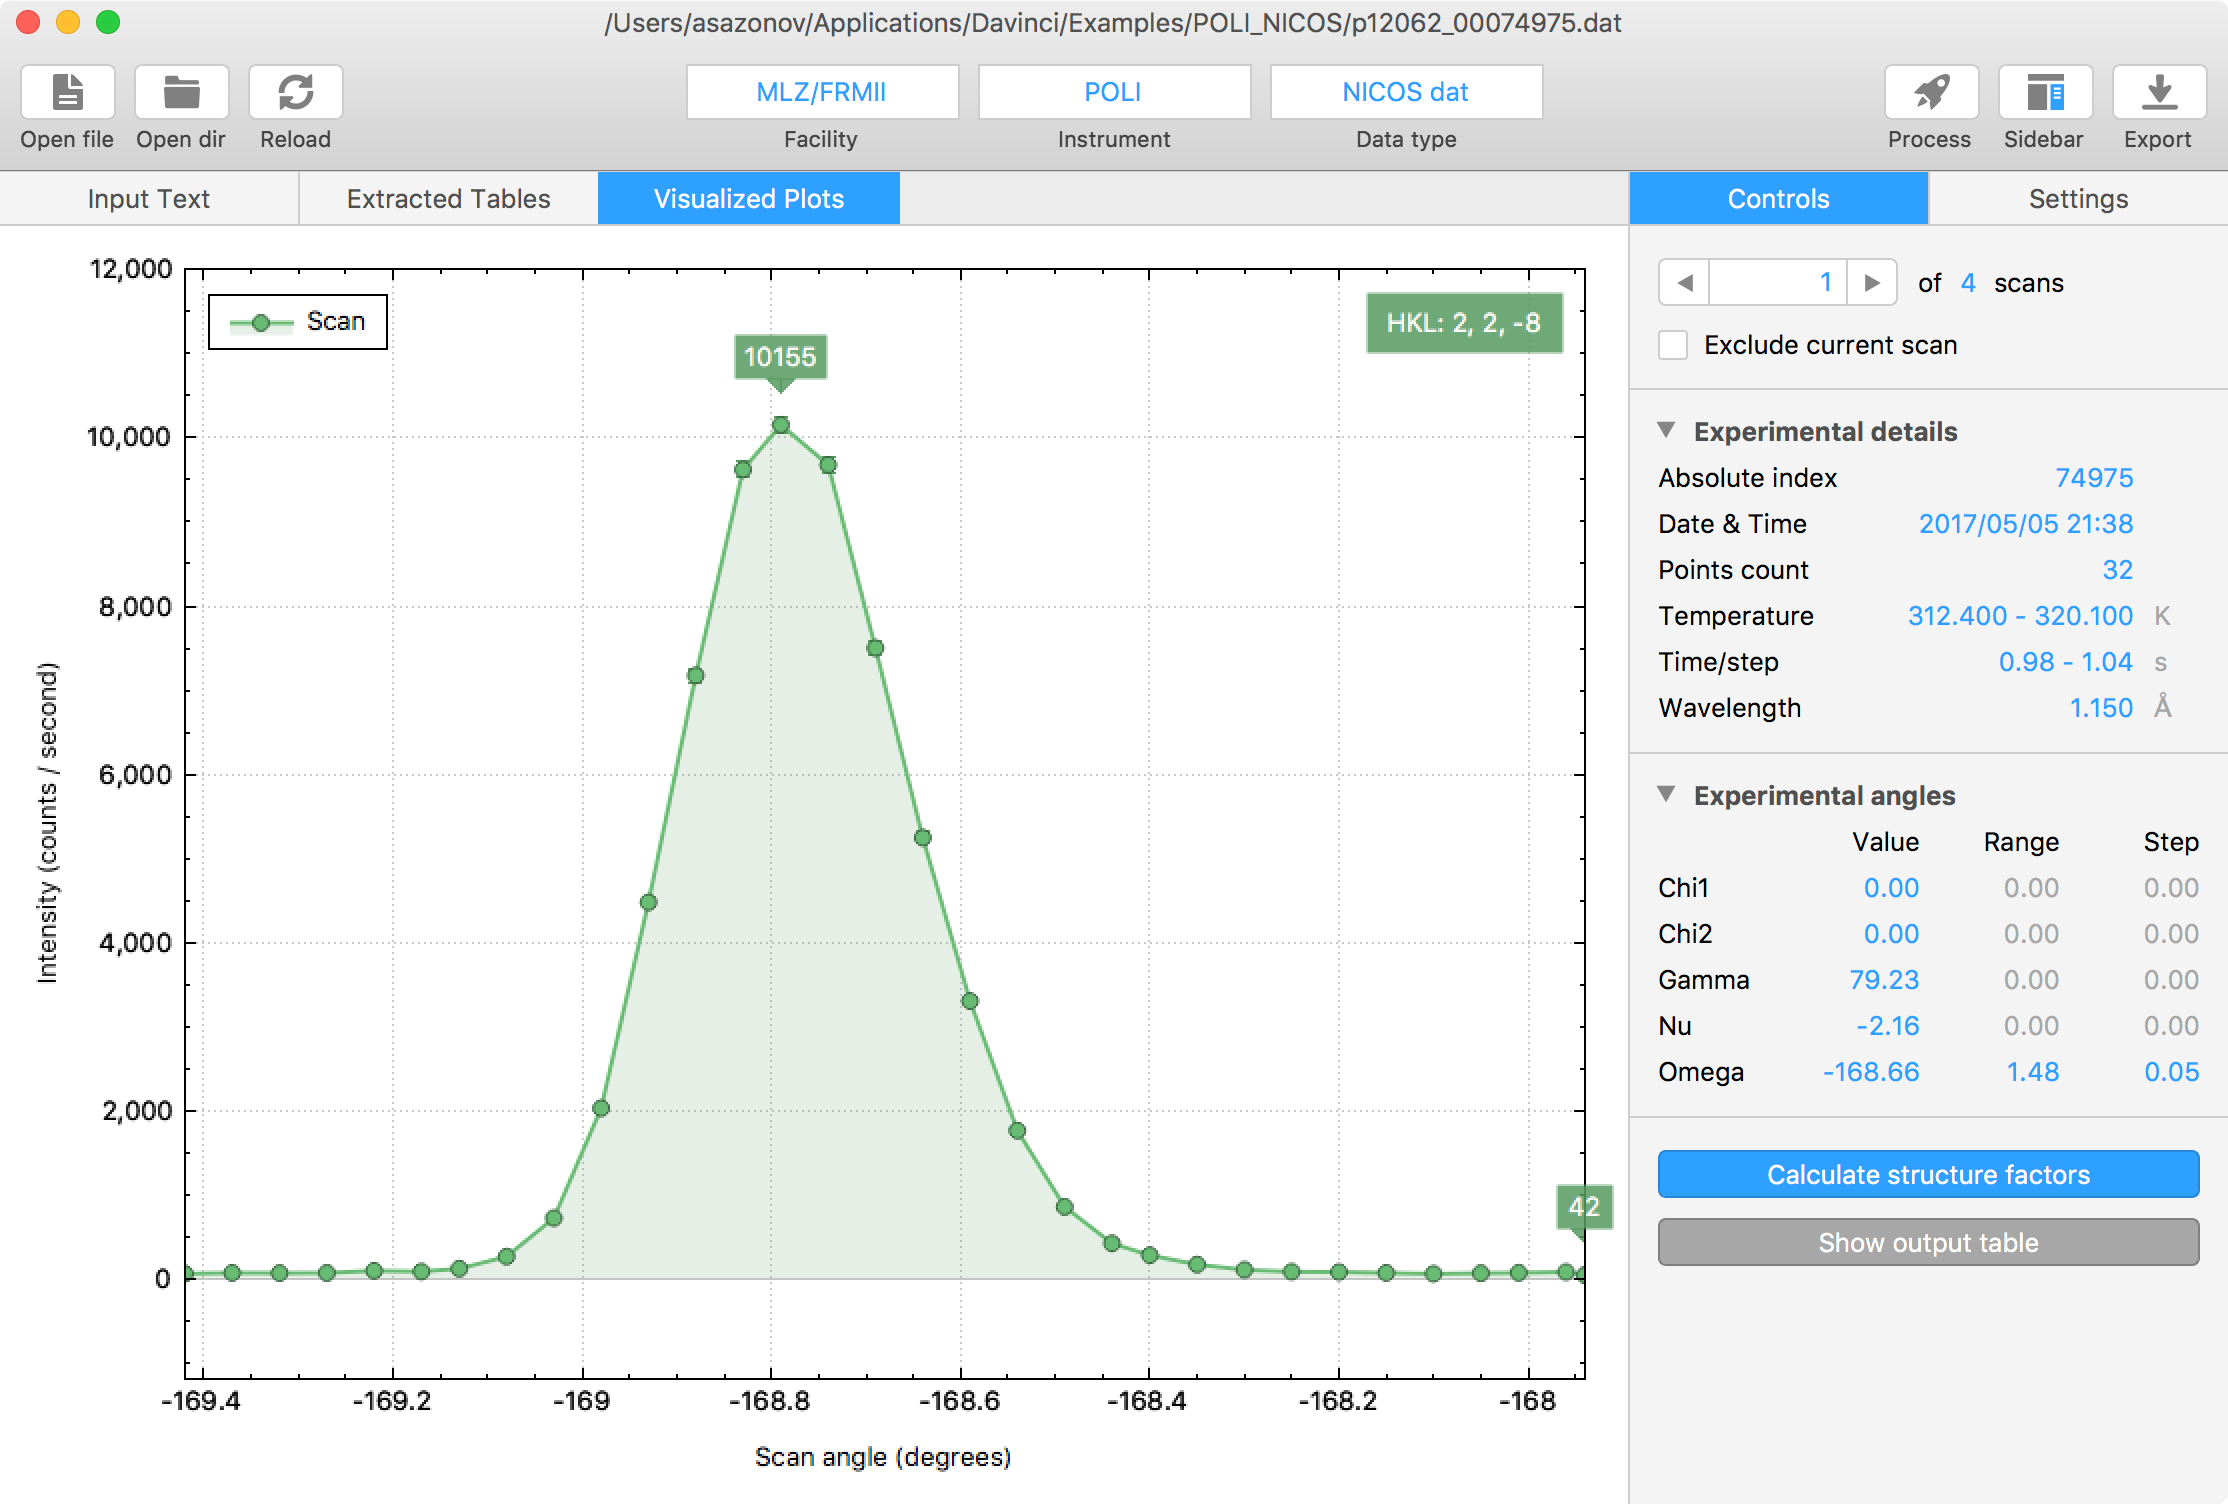 /Users/asazonov/Applications/Davinci/Examples/POLI_NICOS/p12062_00074975.dat
MLZ/FRMII POLI NICOS dat
Open file Open dir Reload Facility Instrument Data type Process Sidebar Export
Input Text Extracted Tables Visualized Plots Controls Settings
12,000
10,000
8,000
6,000
4,000
2,000
0
Intensity (counts / second)
Scan
10155
HKL: 2, 2, -8
42
-169.4 -169.2 -169 -168.8 -168.6 -168.4 -168.2 -168
Scan angle (degrees)
1 of 4 scans
Exclude current scan
Experimental details
Absolute index 74975
Date & Time 2017/05/05 21:38
Points count 32
Temperature 312.400 - 320.100 K
Time/step 0.98 - 1.04 s
Wavelength 1.150 Å
Experimental angles
Value Range Step
Chi1 0.00 0.00 0.00
Chi2 0.00 0.00 0.00
Gamma 79.23 0.00 0.00
Nu -2.16 0.00 0.00
Omega -168.66 1.48 0.05
Calculate structure factors
Show output table